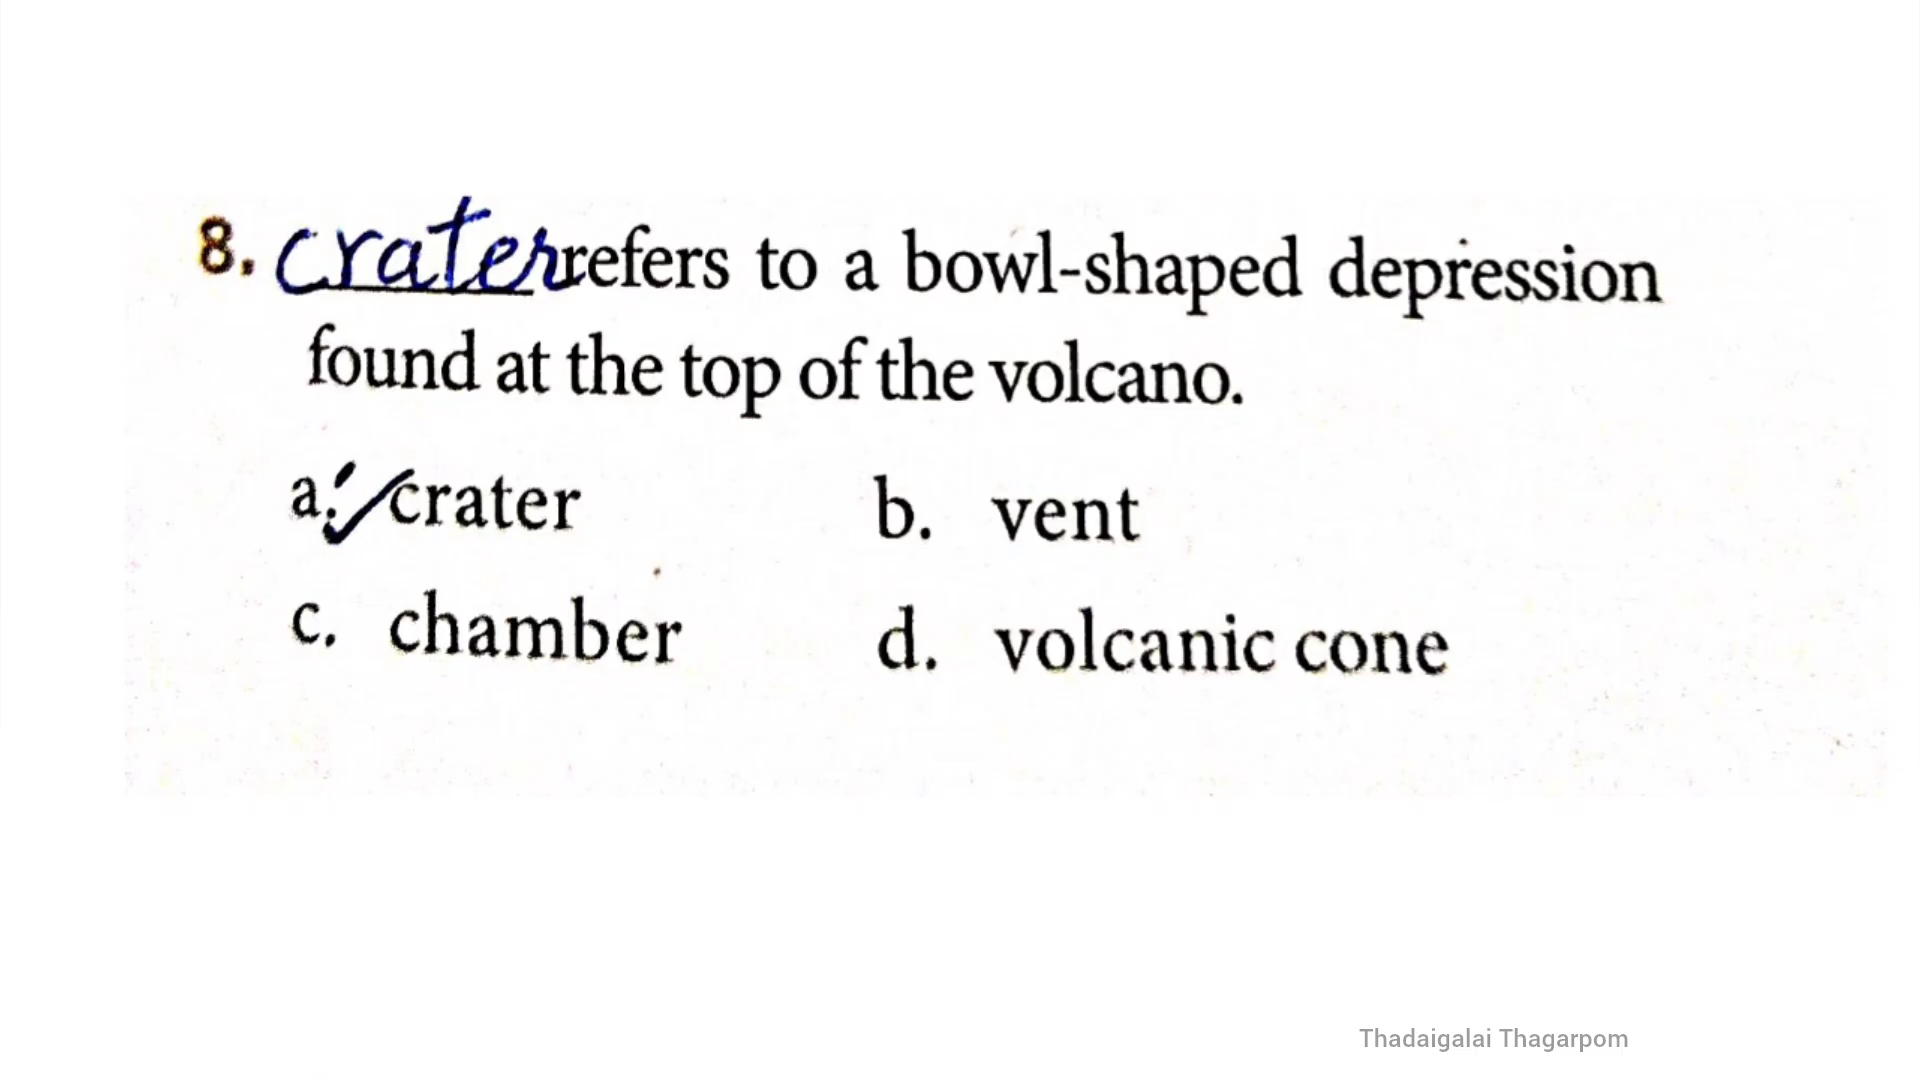 8. crater refers to a bowl-shaped depression
found at the top of the volcano.
a. crater b. vent
c. chamber d. volcanic cone
Thadaigalai Thagarpom